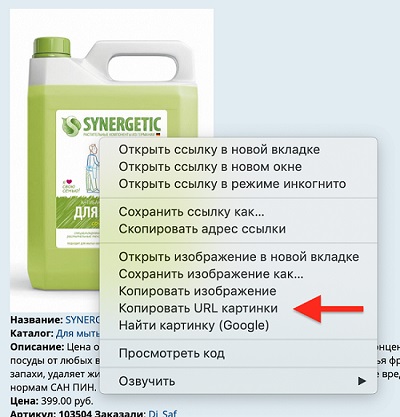 SYNERGETIC
Открыть ссылку в новой вкладке
Открыть ссылку в новом окне
Открыть ссылку в режиме инкогнито
Сохранить ссылку как...
Скопировать адрес ссылки
Открыть изображение в новой вкладке
Сохранить изображение как...
Копировать изображение
Копировать URL картинки
Найти картинку (Google)
Просмотреть код
Озвучить
Название: SYNERG
Каталог: Для мыть
Описание: Цена о
посуды от любых в
запахи, удаляет жи
нормам САН ПИН.
Цена: 399.00 руб.
Артикул: 103504 Заказали: Di_Saf